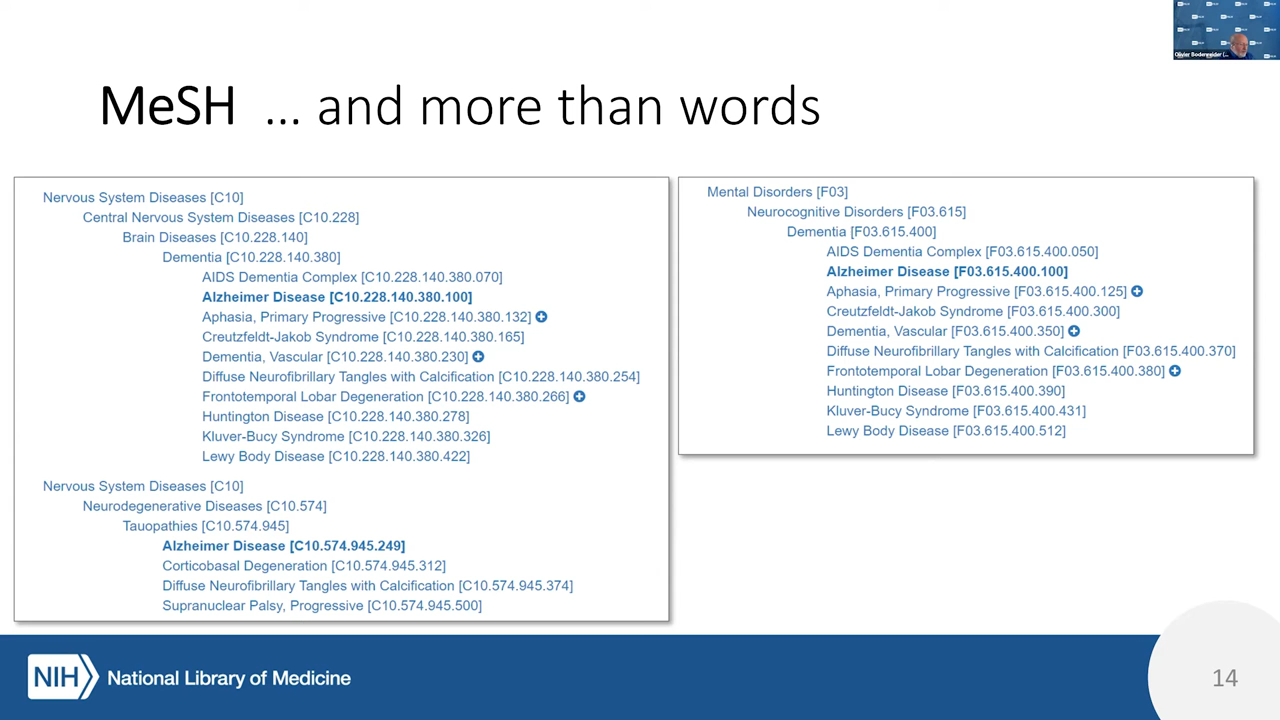 Olivier Bodenreider (...
MeSH ... and more than words
Nervous System Diseases [C10]
Central Nervous System Diseases [C10.228]
Brain Diseases [C10.228.140]
Dementia [C10.228.140.380]
AIDS Dementia Complex [C10.228.140.380.070]
Alzheimer Disease [C10.228.140.380.100]
Aphasia, Primary Progressive [C10.228.140.380.132]
Creutzfeldt-Jakob Syndrome [C10.228.140.380.165]
Dementia, Vascular [C10.228.140.380.230]
Diffuse Neurofibrillary Tangles with Calcification [C10.228.140.380.254]
Frontotemporal Lobar Degeneration [C10.228.140.380.266]
Huntington Disease [C10.228.140.380.278]
Kluver-Bucy Syndrome [C10.228.140.380.326]
Lewy Body Disease [C10.228.140.380.422]
Nervous System Diseases [C10]
Neurodegenerative Diseases [C10.574]
Tauopathies [C10.574.945]
Alzheimer Disease [C10.574.945.249]
Corticobasal Degeneration [C10.574.945.312]
Diffuse Neurofibrillary Tangles with Calcification [C10.574.945.374]
Supranuclear Palsy, Progressive [C10.574.945.500]
Mental Disorders [F03]
Neurocognitive Disorders [F03.615]
Dementia [F03.615.400]
AIDS Dementia Complex [F03.615.400.050]
Alzheimer Disease [F03.615.400.100]
Aphasia, Primary Progressive [F03.615.400.125]
Creutzfeldt-Jakob Syndrome [F03.615.400.300]
Dementia, Vascular [F03.615.400.350]
Diffuse Neurofibrillary Tangles with Calcification [F03.615.400.370]
Frontotemporal Lobar Degeneration [F03.615.400.380]
Huntington Disease [F03.615.400.390]
Kluver-Bucy Syndrome [F03.615.400.431]
Lewy Body Disease [F03.615.400.512]
NIH National Library of Medicine
14